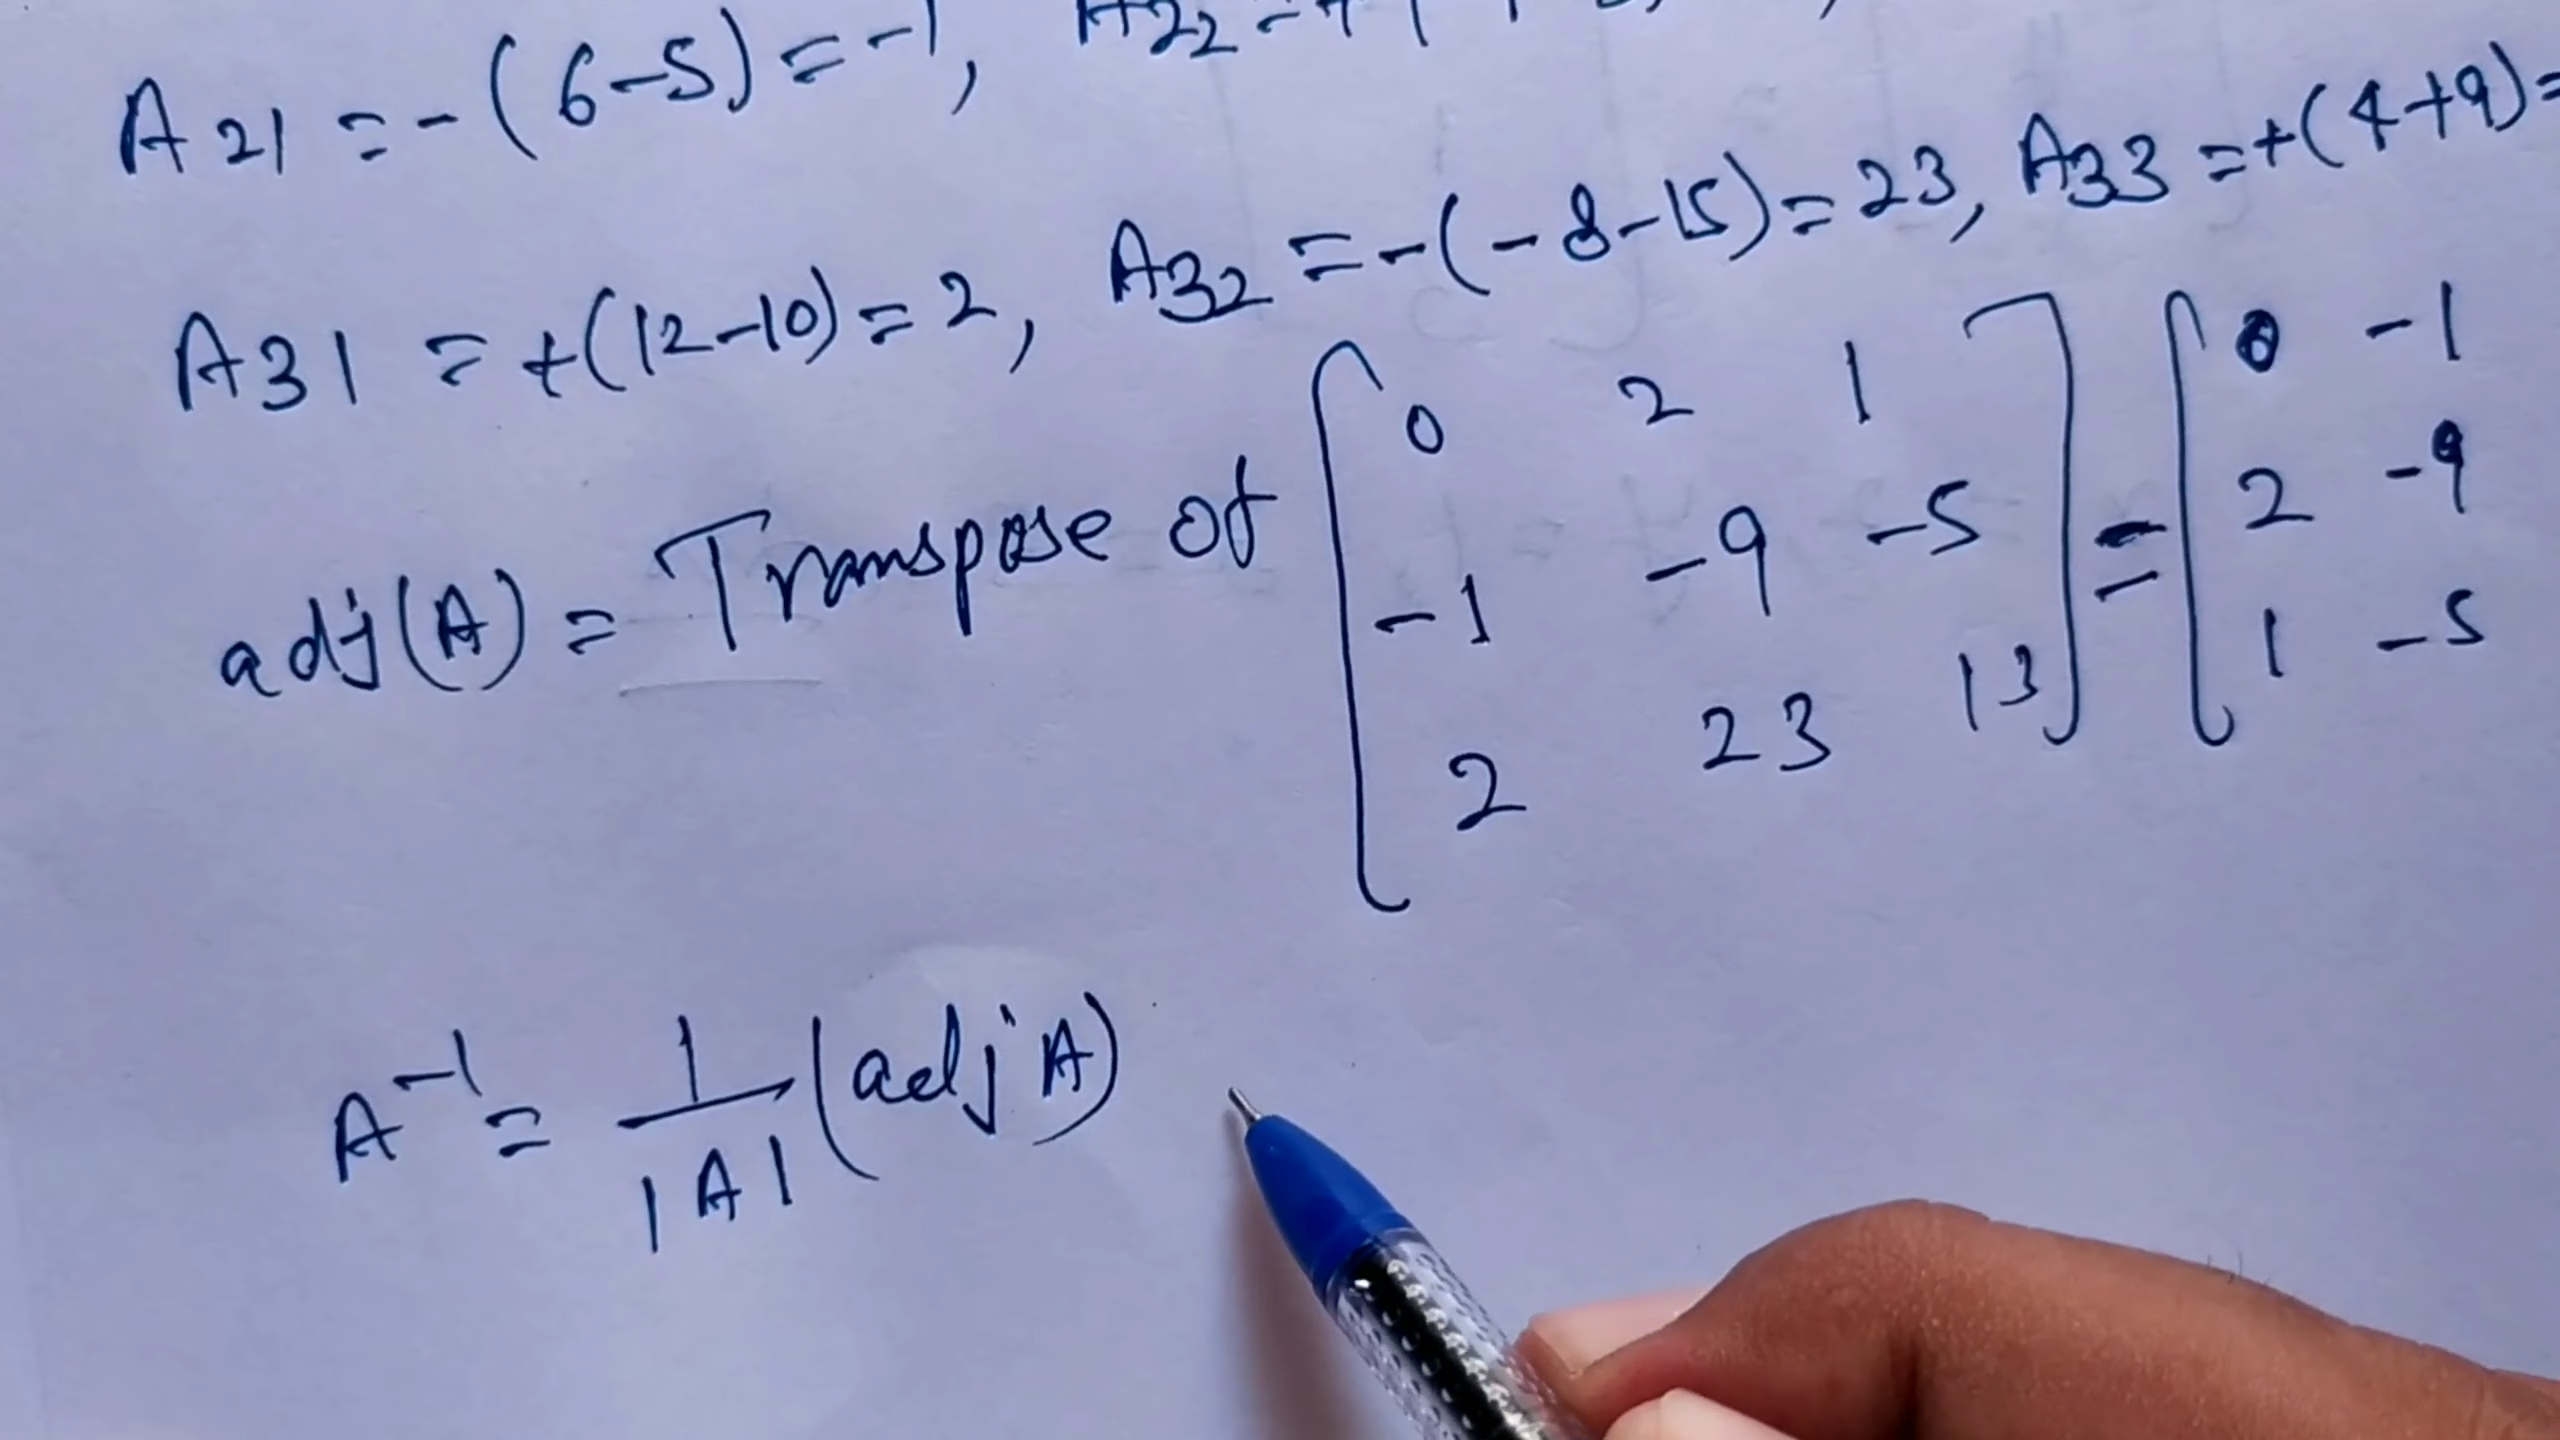 A21 = -(6-5) = -1, A22 =
A31 = +(12-10) = 2, A32 = -(-8-15) = 23, A33 = +(4+9) =
adj(A) = Transpose of [0 2 1 = [0 -1
-1 -9 -5 2 -9
2 23 13] 1 -5
A⁻¹ = 1/|A| (adj A)